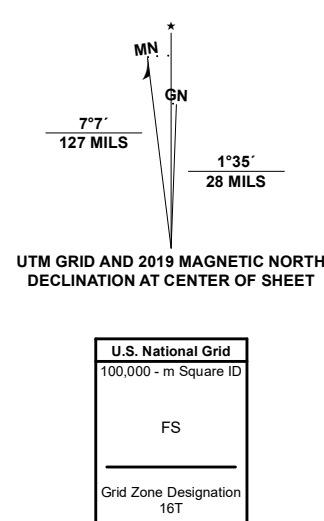 ★
MN
GN
7°7´
127 MILS
1°35´
28 MILS
UTM GRID AND 2019 MAGNETIC NORTH
DECLINATION AT CENTER OF SHEET
U.S. National Grid
100,000 - m Square ID
FS
Grid Zone Designation
16T